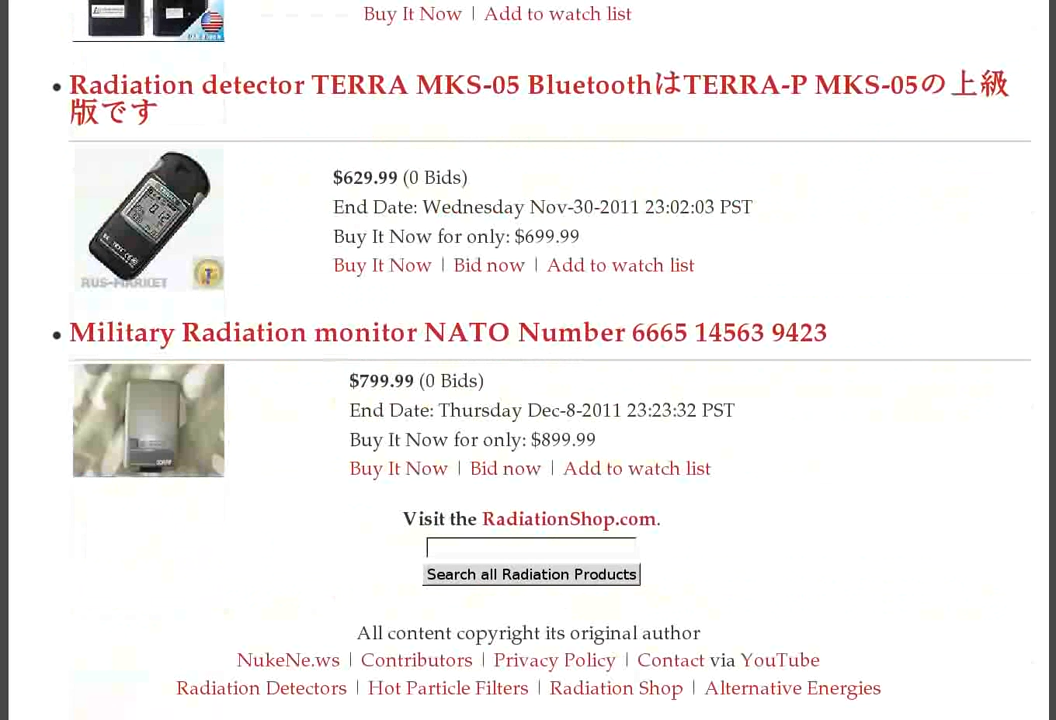 Buy It Now | Add to watch list
Radiation detector TERRA MKS-05 BluetoothはTERRA-P MKS-05の上級
版です
$629.99 (0 Bids)
End Date: Wednesday Nov-30-2011 23:02:03 PST
Buy It Now for only: $699.99
Buy It Now | Bid now | Add to watch list
RUS-MARKET
Military Radiation monitor NATO Number 6665 14563 9423
$799.99 (0 Bids)
End Date: Thursday Dec-8-2011 23:23:32 PST
Buy It Now for only: $899.99
Buy It Now | Bid now | Add to watch list
Visit the RadiationShop.com.
Search all Radiation Products
All content copyright its original author
NukeNe.ws | Contributors | Privacy Policy | Contact via YouTube
Radiation Detectors | Hot Particle Filters | Radiation Shop | Alternative Energies